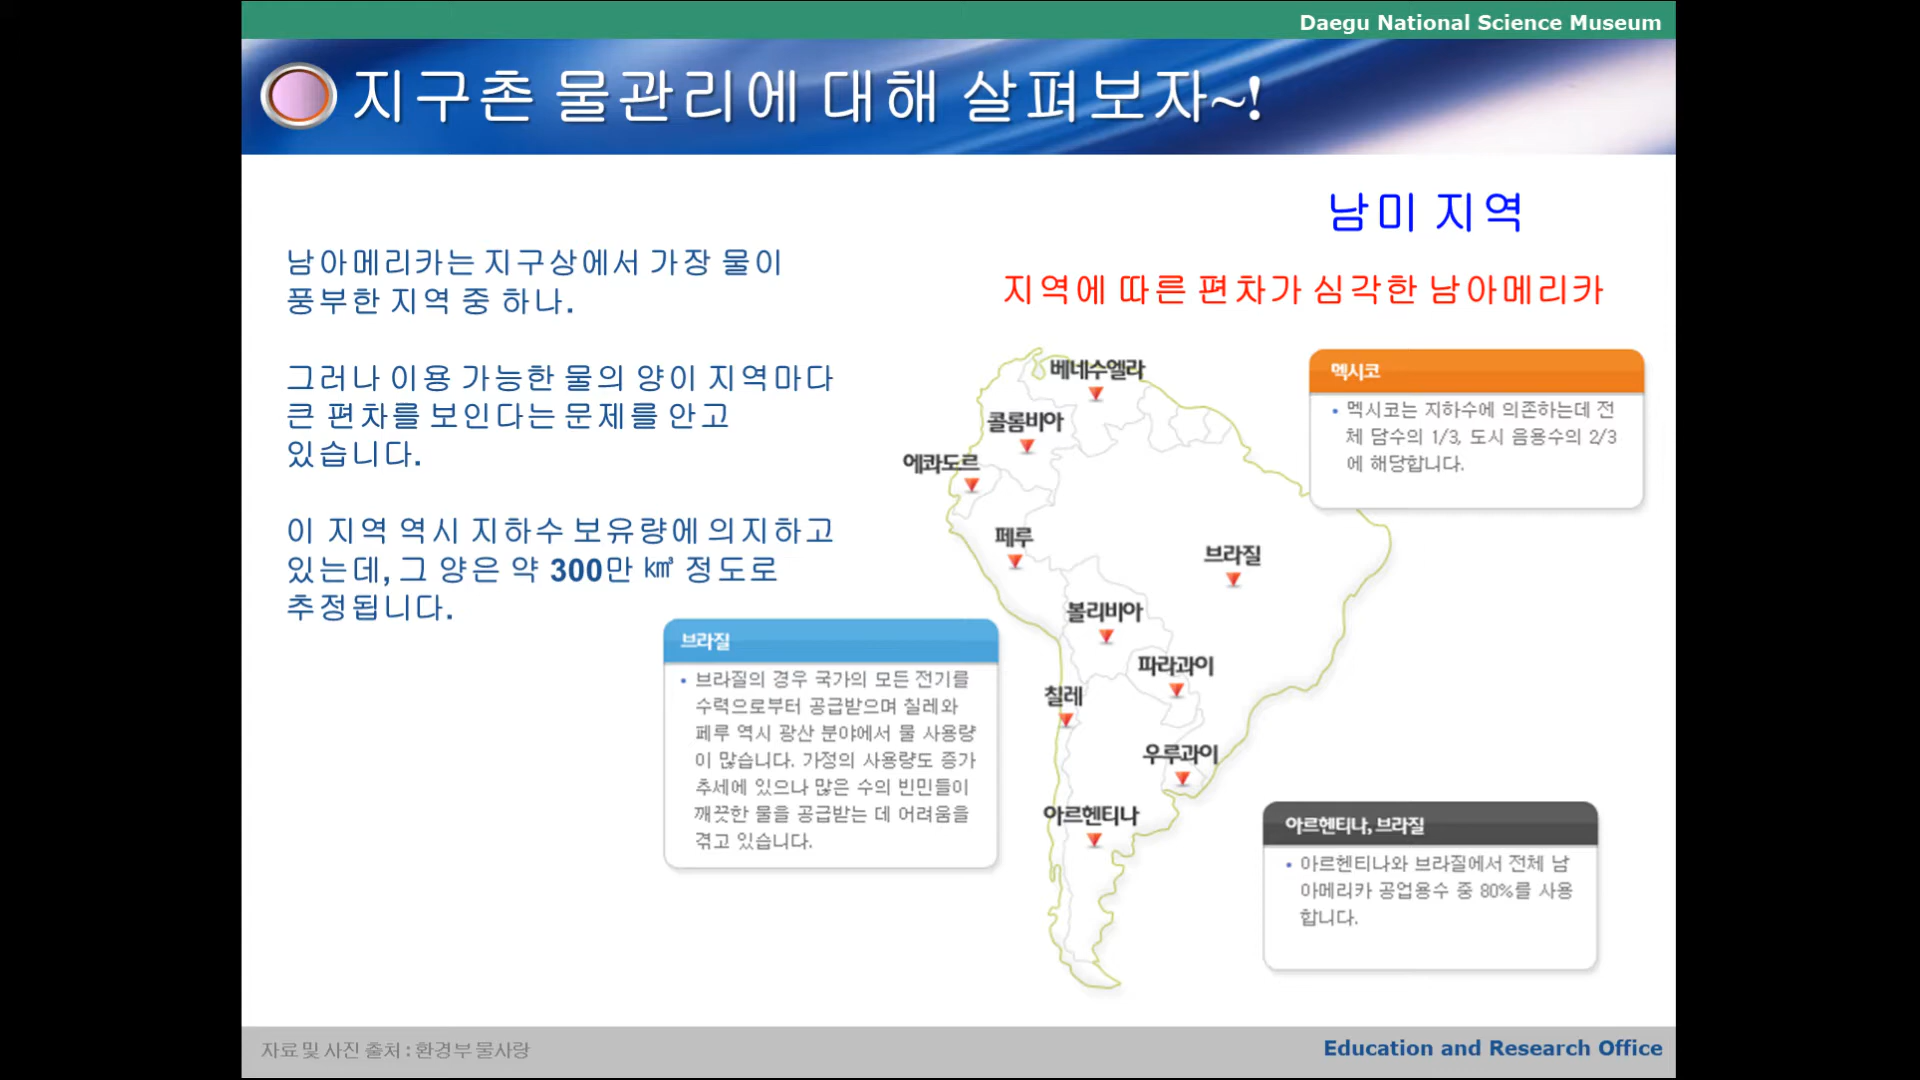 Daegu National Science Museum
지구촌 물관리에 대해 살펴보자~!
남미 지역
지역에 따른 편차가 심각한 남아메리카
남아메리카는 지구상에서 가장 물이
풍부한 지역 중 하나.
그러나 이용 가능한 물의 양이 지역마다
큰 편차를 보인다는 문제를 안고
있습니다.
이 지역 역시 지하수 보유량에 의지하고
있는데, 그 양은 약 300만 ㎦ 정도로
추정됩니다.
베네수엘라
콜롬비아
에콰도르
페루
브라질
볼리비아
파라과이
칠레
우루과이
아르헨티나
멕시코
• 멕시코는 지하수에 의존하는데 전
체 담수의 1/3, 도시 음용수의 2/3
에 해당합니다.
브라질
• 브라질의 경우 국가의 모든 전기를
수력으로부터 공급받으며 칠레와
페루 역시 광산 분야에서 물 사용량
이 많습니다. 가정의 사용량도 증가
추세에 있으나 많은 수의 빈민들이
깨끗한 물을 공급받는 데 어려움을
겪고 있습니다.
아르헨티나, 브라질
• 아르헨티나와 브라질에서 전체 남
아메리카 공업용수 중 80%를 사용
합니다.
자료 및 사진 출처 : 환경부 물사랑
Education and Research Office